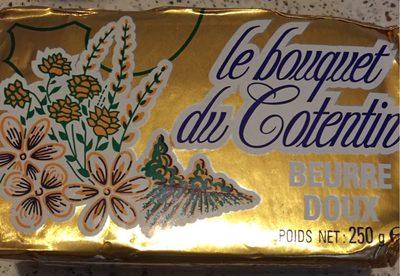 le bouquet
du Cotentin
BEURRE
DOUX
POIDS NET: 250 g e